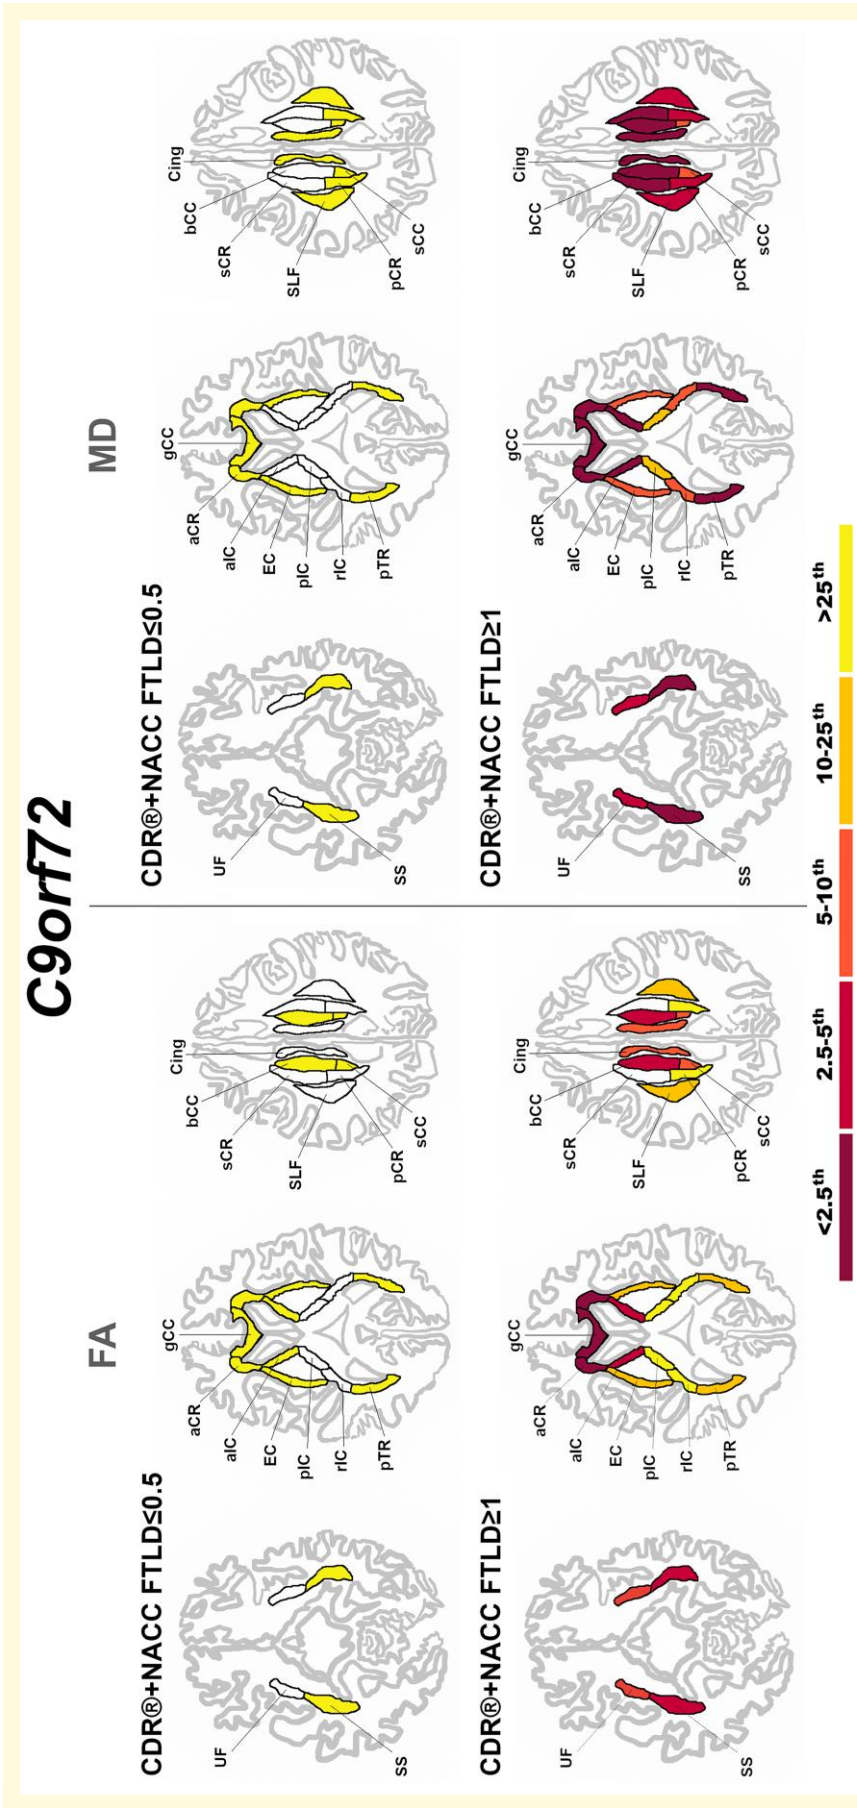 C9orf72
FA
MD
CDR®+NACC FTLD≤0.5
UF
SS
gCC
aCR
aIC
EC
pIC
rIC
pTR
Cing
bCC
sCR
SLF
pCR
sCC
CDR®+NACC FTLD≤0.5
UF
SS
gCC
aCR
aIC
EC
pIC
rIC
pTR
Cing
bCC
sCR
SLF
pCR
sCC
CDR®+NACC FTLD≥1
UF
SS
gCC
aCR
aIC
EC
pIC
rIC
pTR
Cing
bCC
sCR
SLF
pCR
sCC
CDR®+NACC FTLD≥1
UF
SS
gCC
aCR
aIC
EC
pIC
rIC
pTR
Cing
bCC
sCR
SLF
pCR
sCC
<2.5th
2.5-5th
5-10th
10-25th
>25th